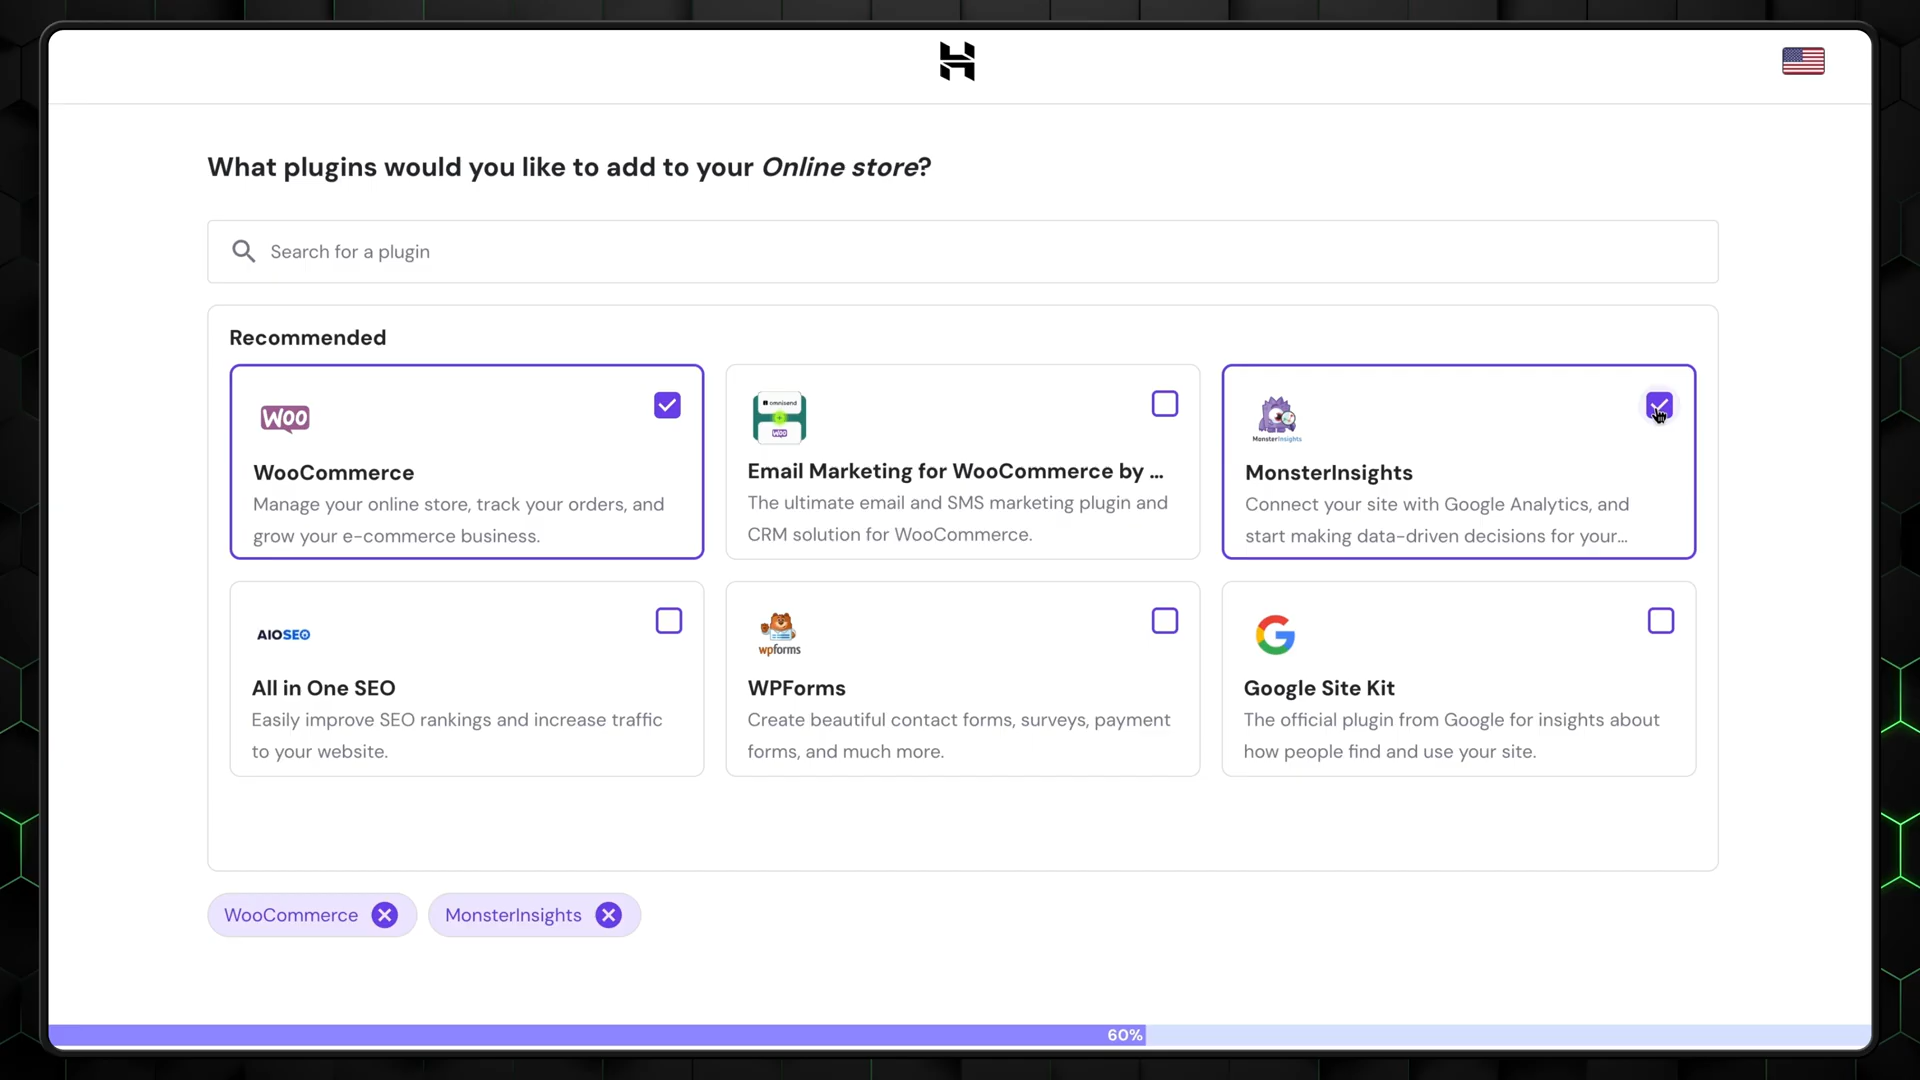 What plugins would you like to add to your Online store?
Search for a plugin
Recommended
WOO
WooCommerce
Manage your online store, track your orders, and
grow your e-commerce business.
omnisend
WOO
Email Marketing for WooCommerce by ...
The ultimate email and SMS marketing plugin and
CRM solution for WooCommerce.
MonsterInsights
MonsterInsights
Connect your site with Google Analytics, and
start making data-driven decisions for your...
AIOSEO
All in One SEO
Easily improve SEO rankings and increase traffic
to your website.
wpforms
WPForms
Create beautiful contact forms, surveys, payment
forms, and much more.
G
Google Site Kit
The official plugin from Google for insights about
how people find and use your site.
WooCommerce
MonsterInsights
60%